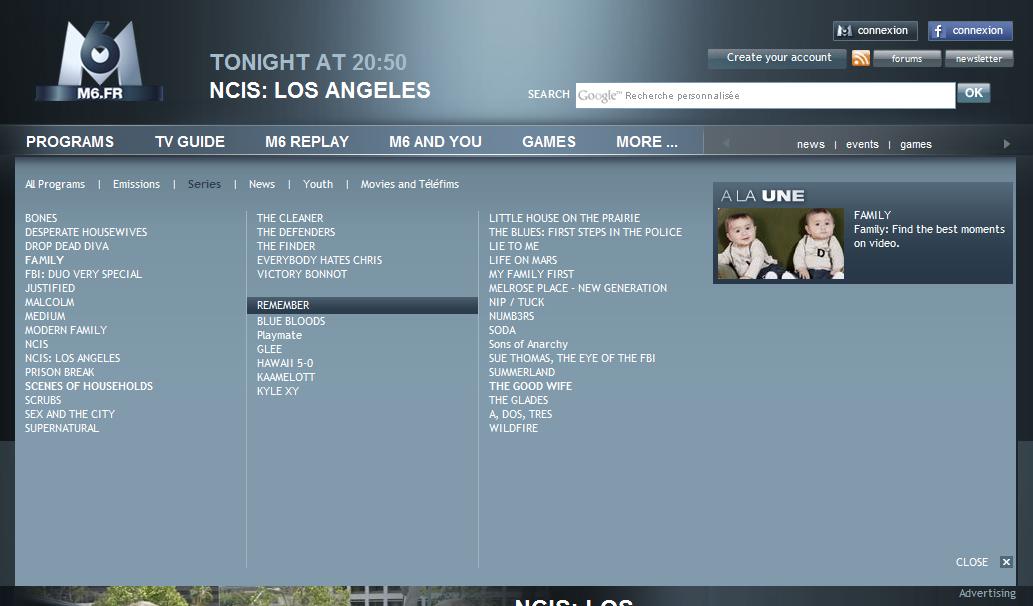 6
M6.FR
TONIGHT AT 20:50
NCIS: LOS ANGELES
connexion
f connexion
Create your account
forums
newsletter
SEARCH
Google™ Recherche personnalisée
OK
PROGRAMS
TV GUIDE
M6 REPLAY
M6 AND YOU
GAMES
MORE ...
news | events | games
All Programs | Emissions | Series | News | Youth | Movies and Téléfims
BONES
DESPERATE HOUSEWIVES
DROP DEAD DIVA
FAMILY
FBI: DUO VERY SPECIAL
JUSTIFIED
MALCOLM
MEDIUM
MODERN FAMILY
NCIS
NCIS: LOS ANGELES
PRISON BREAK
SCENES OF HOUSEHOLDS
SCRUBS
SEX AND THE CITY
SUPERNATURAL
THE CLEANER
THE DEFENDERS
THE FINDER
EVERYBODY HATES CHRIS
VICTORY BONNOT
REMEMBER
BLUE BLOODS
Playmate
GLEE
HAWAII 5-0
KAAMELOTT
KYLE XY
LITTLE HOUSE ON THE PRAIRIE
THE BLUES: FIRST STEPS IN THE POLICE
LIE TO ME
LIFE ON MARS
MY FAMILY FIRST
MELROSE PLACE - NEW GENERATION
NIP / TUCK
NUMB3RS
SODA
Sons of Anarchy
SUE THOMAS, THE EYE OF THE FBI
SUMMERLAND
THE GOOD WIFE
THE GLADES
A, DOS, TRES
WILDFIRE
A LA UNE
D
FAMILY
Family: Find the best moments
on video.
CLOSE X
Advertising
NCIS: LOS